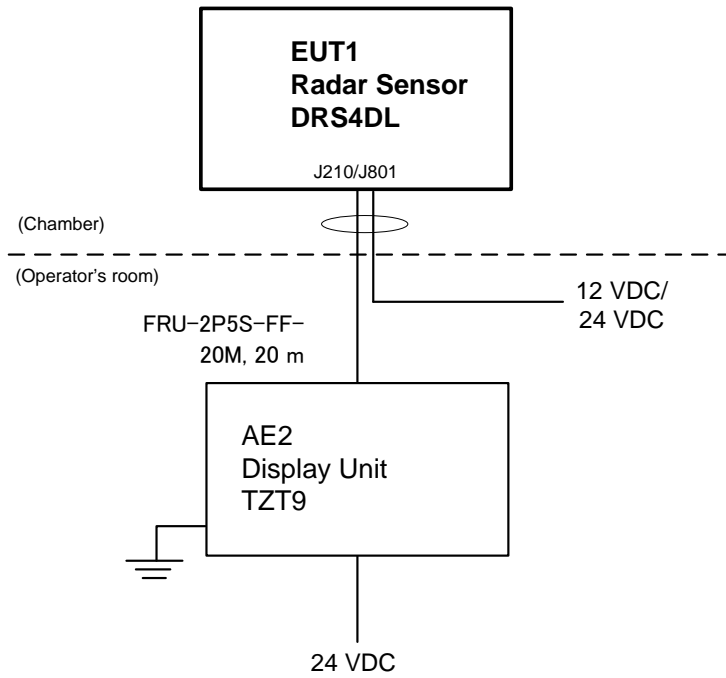 EUT1
Radar Sensor
DRS4DL
J210/J801
(Chamber)
(Operator's room)
12 VDC/
24 VDC
FRU-2P5S-FF-
20M, 20 m
AE2
Display Unit
TZT9
24 VDC